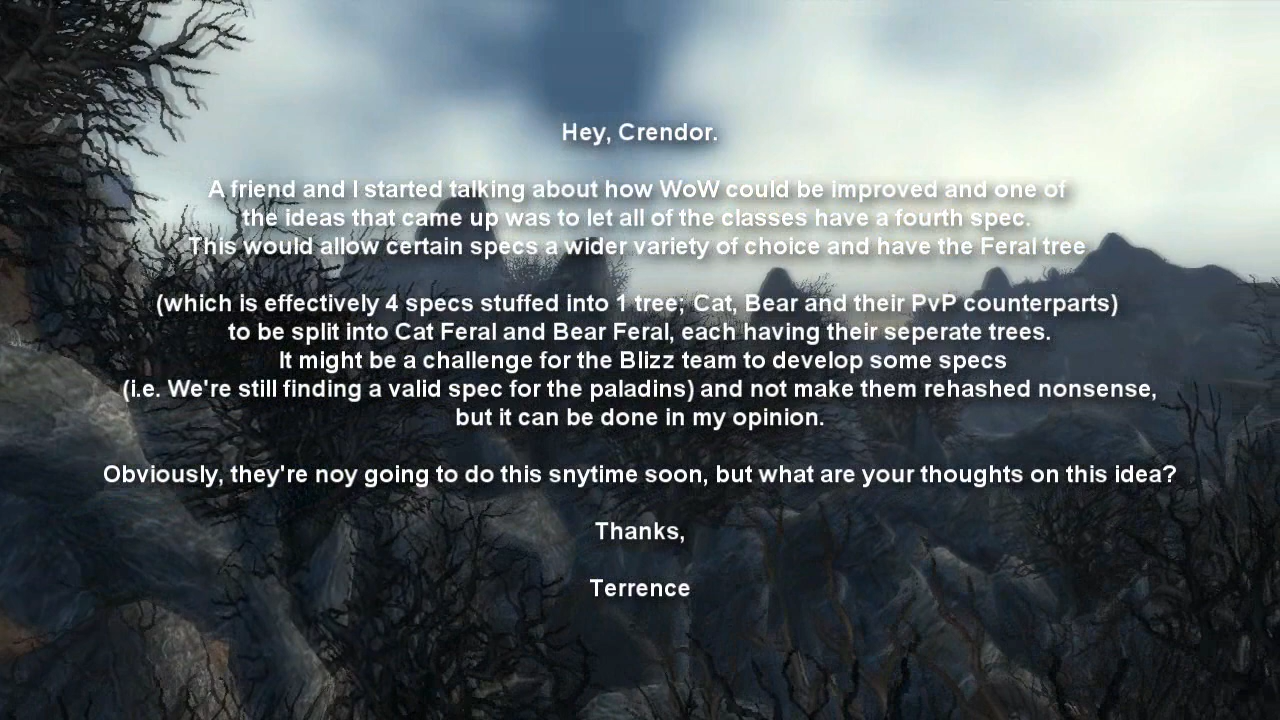 Hey, Crendor.
A friend and I started talking about how WoW could be improved and one of
the ideas that came up was to let all of the classes have a fourth spec.
This would allow certain specs a wider variety of choice and have the Feral tree
(which is effectively 4 specs stuffed into 1 tree; Cat, Bear and their PvP counterparts)
to be split into Cat Feral and Bear Feral, each having their seperate trees.
It might be a challenge for the Blizz team to develop some specs
(i.e. We're still finding a valid spec for the paladins) and not make them rehashed nonsense,
but it can be done in my opinion.
Obviously, they're noy going to do this snytime soon, but what are your thoughts on this idea?
Thanks,
Terrence